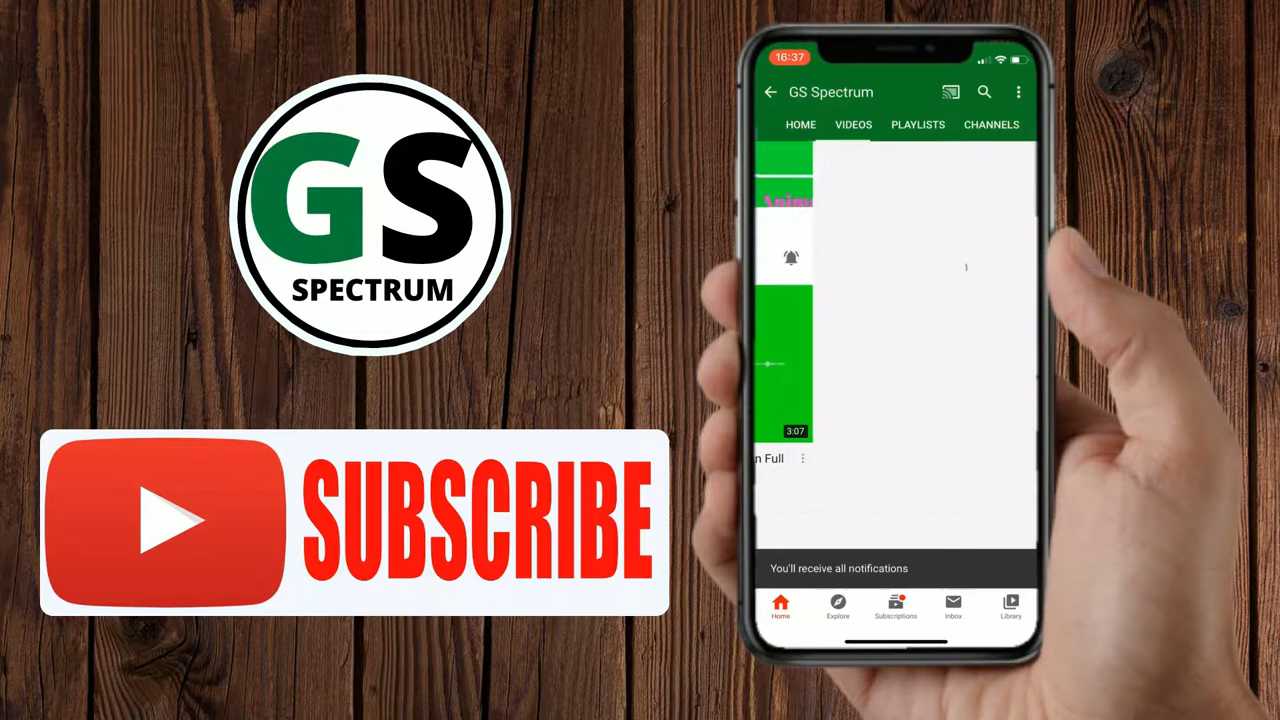 GS
SPECTRUM
SUBSCRIBE
16:37
GS Spectrum
HOME VIDEOS PLAYLISTS CHANNELS
3:07
n Full
You'll receive all notifications
Home Explore Subscriptions Inbox Library